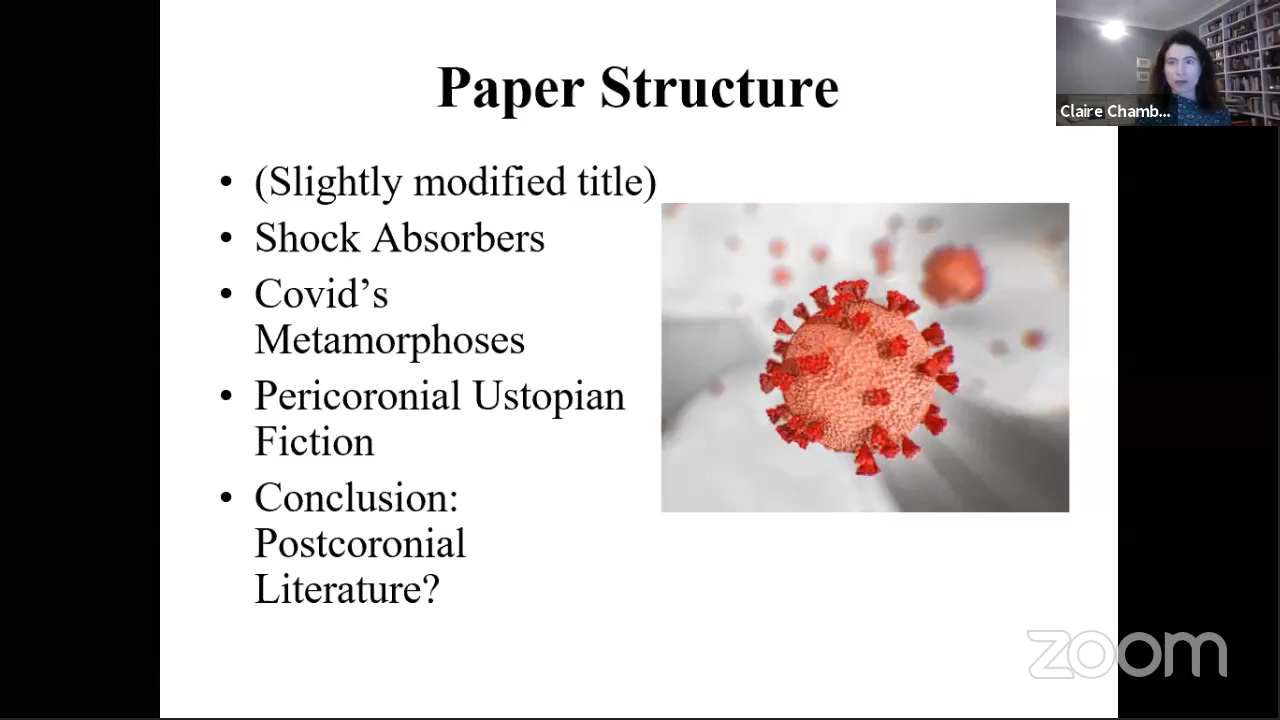 Paper Structure
• (Slightly modified title)
• Shock Absorbers
• Covid’s
Metamorphoses
• Pericoronial Ustopian
Fiction
• Conclusion:
Postcoronial
Literature?
Claire Chamb...
zoom